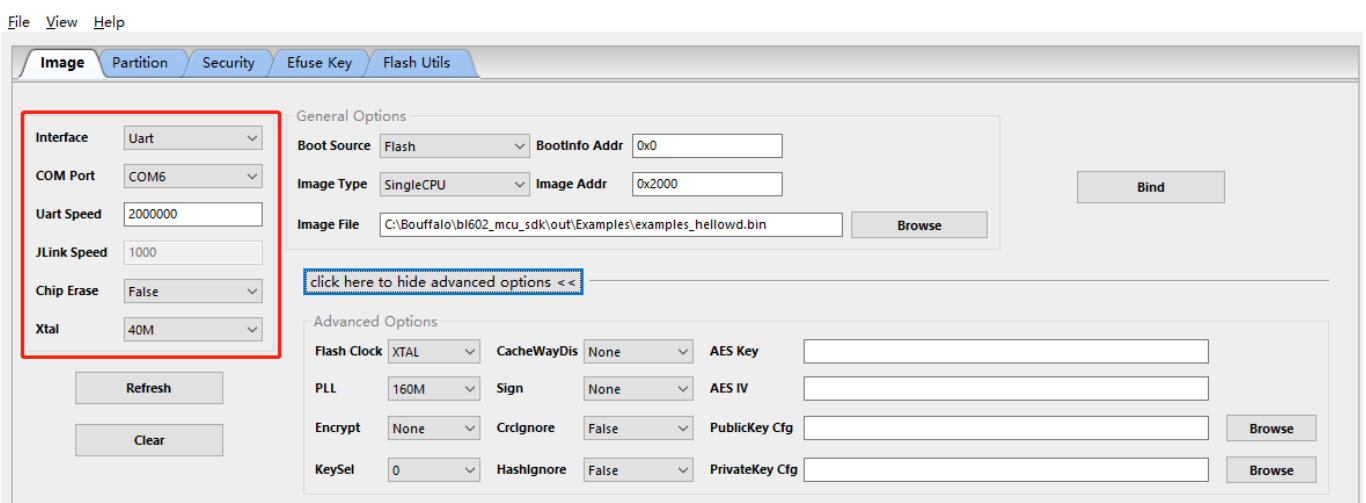 File View Help
Image Partition Security Efuse Key Flash Utils
Interface Uart
COM Port COM6
Uart Speed 2000000
JLink Speed 1000
Chip Erase False
Xtal 40M
Refresh
Clear
General Options
Boot Source Flash BootInfo Addr 0x0
Image Type SingleCPU Image Addr 0x2000
Image File C:\Bouffalo\bl602_mcu_sdk\out\Examples\examples_hellowd.bin Browse
Bind
click here to hide advanced options <<
Advanced Options
Flash Clock XTAL CacheWayDis None AES Key
PLL 160M Sign None AES IV
Encrypt None CrcIgnore False PublicKey Cfg Browse
KeySel 0 HashIgnore False PrivateKey Cfg Browse